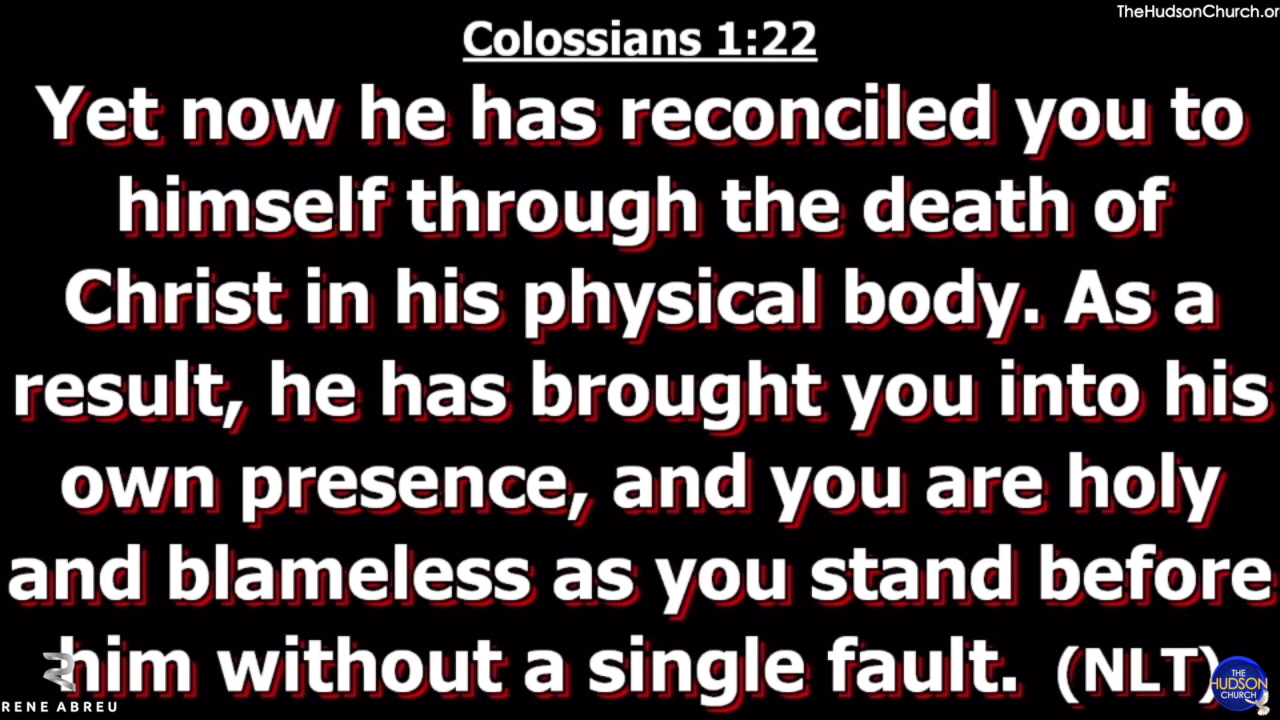 TheHudsonChurch.or
Colossians 1:22
Yet now he has reconciled you to
himself through the death of
Christ in his physical body. As a
result, he has brought you into his
own presence, and you are holy
and blameless as you stand before
him without a single fault. (NLT)
RENE ABREU
THE
HUDSON
CHURCH